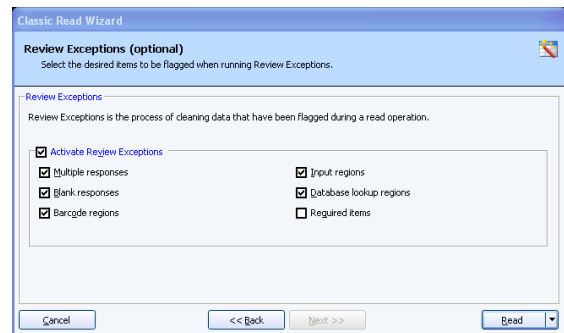 Classic Read Wizard
Review Exceptions (optional)
Select the desired items to be flagged when running Review Exceptions.
Review Exceptions
Review Exceptions is the process of cleaning data that have been flagged during a read operation.
Activate Review Exceptions
Multiple responses
Input regions
Blank responses
Database lookup regions
Barcode regions
Required items
Cancel
<< Back
Next >>
Read